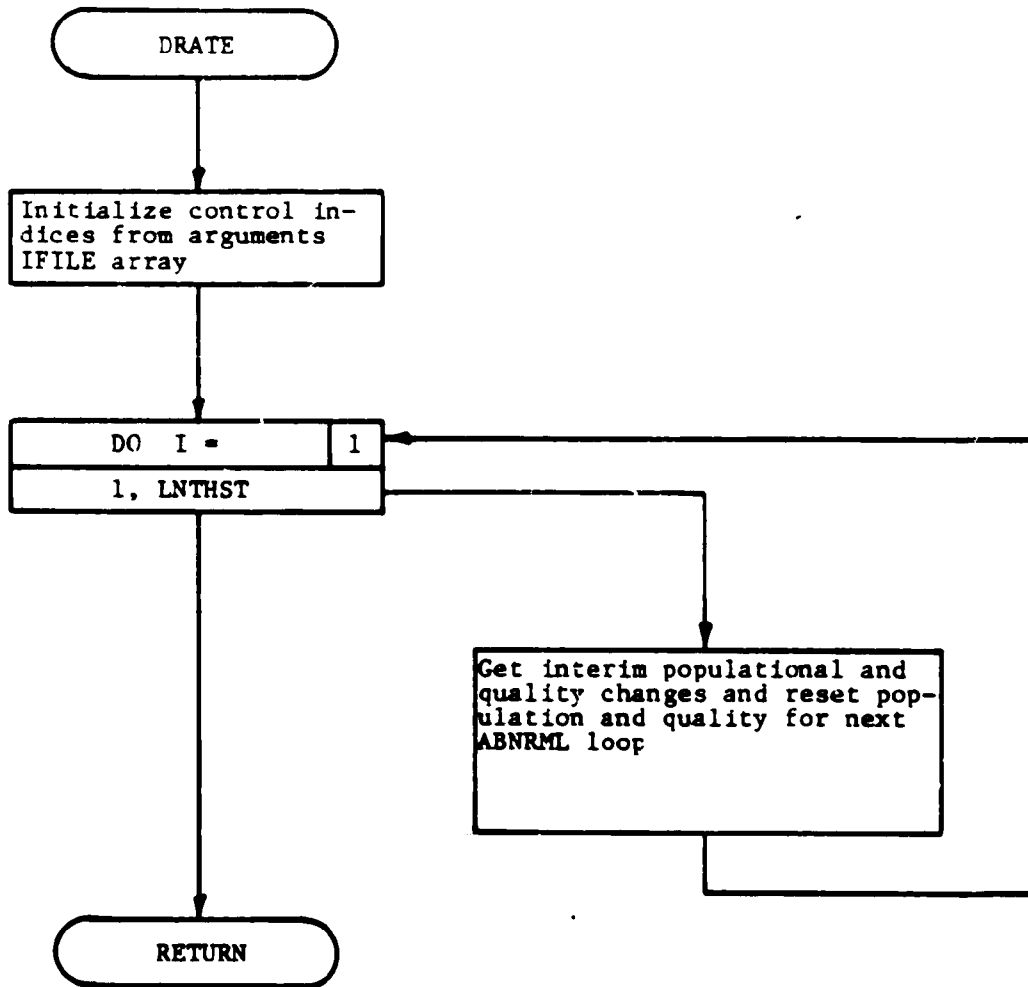 DRATE
Initialize control in-
dices from arguments
IFILE array
DO I = 1
1, LNTHST
Get interim populational and
quality changes and reset pop-
ulation and quality for next
ABNRML loop
RETURN